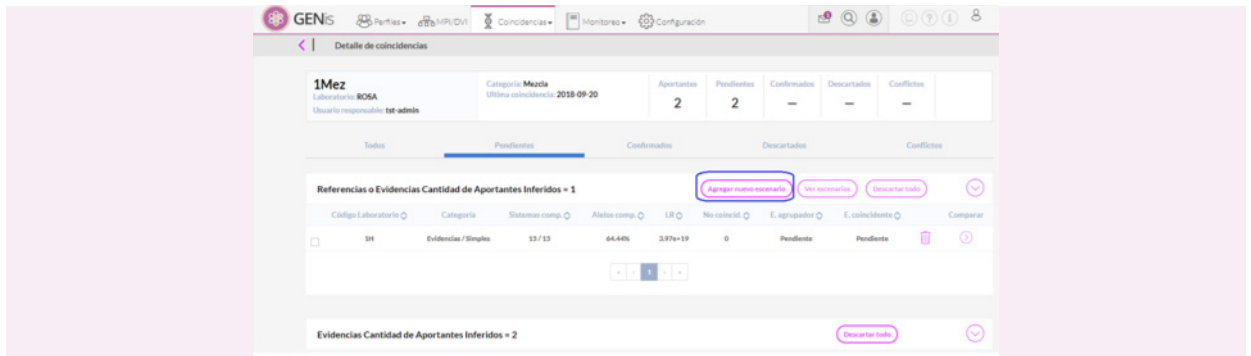 GENis Perfiles MPI/DVI Coincidencias Monitoreo Configuración
Detalle de coincidencias
1Mez
Laboratorio: ROSA
Usuario responsable: tst-admin
Categoría: Mezcla
Ultima coincidencia: 2018-09-20
Aportantes Pendientes Confirmados Descartados Conflictos
2 2 — — —
Todos Pendientes Confirmados Descartados Conflictos
Referencias o Evidencias Cantidad de Aportantes Inferidos = 1 Agregar nuevo escenario Ver escenarios Descartar todo
Código Laboratorio Categoría Sistemas comp. Alelos comp. LR No coincid. E. agrupador E. coincidente Comparar
1M Evidencias / Simples 15 / 15 64.44% 3.97e+19 0 Pendiente Pendiente
« ‹ 1 › »
Evidencias Cantidad de Aportantes Inferidos = 2 Descartar todo